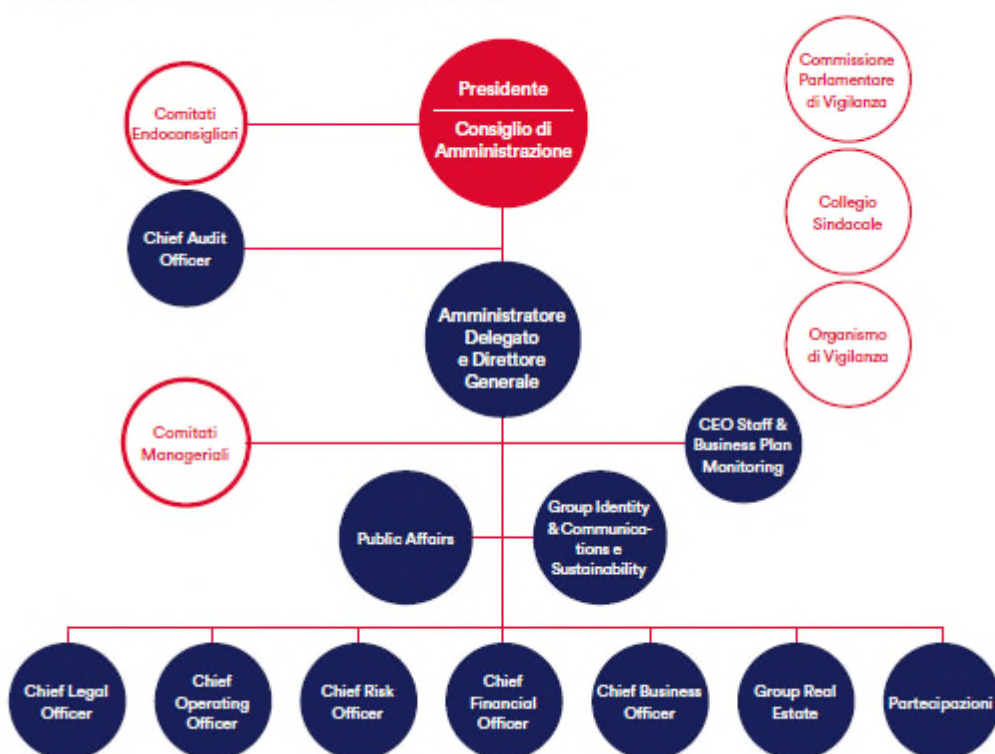 Presidente
Consiglio di
Amministrazione
Comitati
Endoconsigliari
Commissione
Parlamentare
di Vigilanza
Chief Audit
Officer
Collegio
Sindacale
Amministratore
Delegato
e Direttore
Generale
Organismo
di Vigilanza
Comitati
Manageriali
CEO Staff &
Business Plan
Monitoring
Public Affairs
Group Identity
& Communica-
tions e
Sustainability
Chief Legal
Officer
Chief
Operating
Officer
Chief Risk
Officer
Chief
Financial
Officer
Chief Business
Officer
Group Real
Estate
Partecipazioni